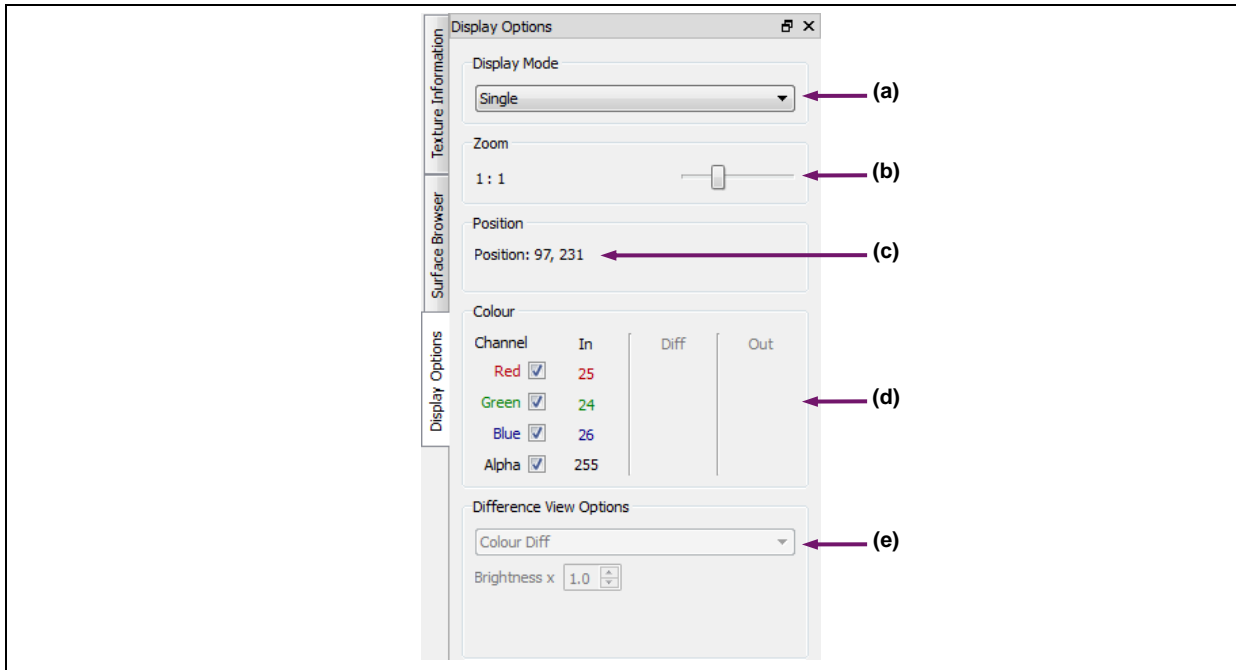 Display Options
Texture Information
Surface Browser
Display Options
Display Mode
Single
(a)
Zoom
1 : 1
(b)
Position
Position: 97, 231
(c)
Colour
Channel In Diff Out
Red 25
Green 24
Blue 26
Alpha 255
(d)
Difference View Options
Colour Diff
(e)
Brightness x 1.0